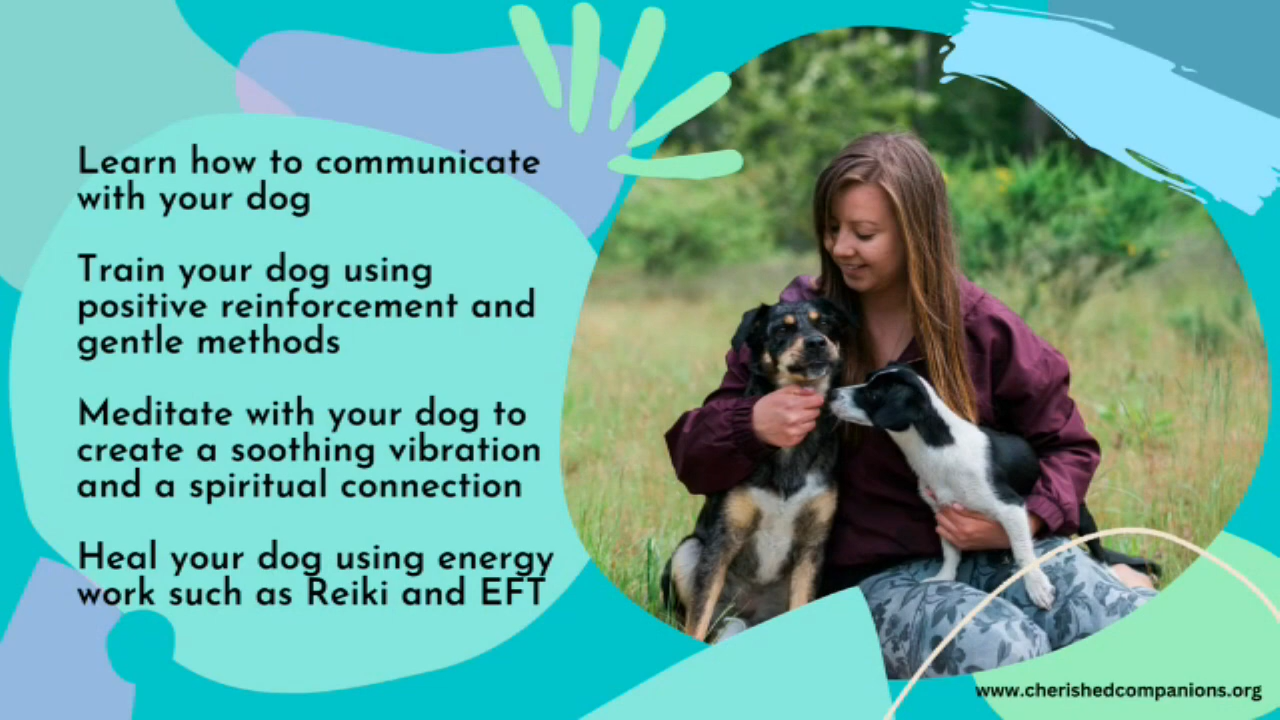 Learn how to communicate
with your dog
Train your dog using
positive reinforcement and
gentle methods
Meditate with your dog to
create a soothing vibration
and a spiritual connection
Heal your dog using energy
work such as Reiki and EFT
www.cherishedcompanions.org